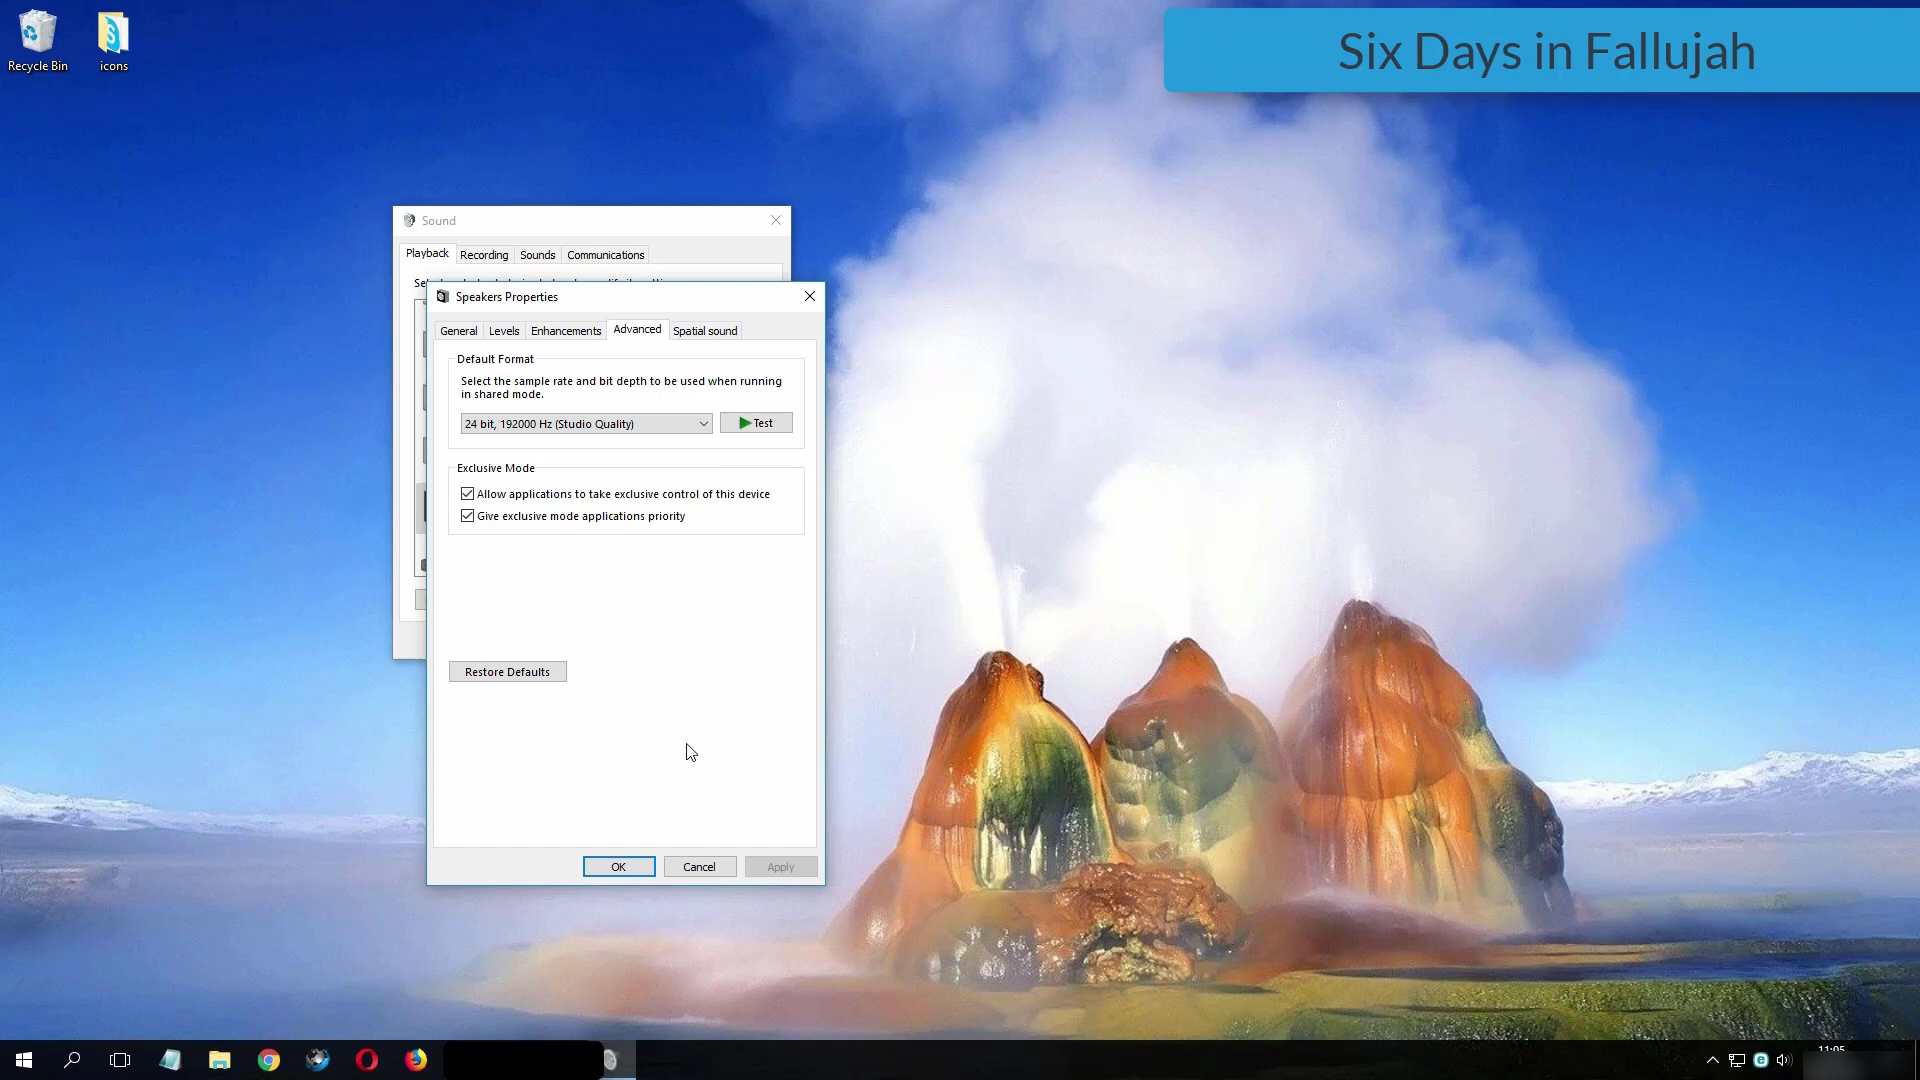 Recycle Bin
icons
Six Days in Fallujah
Sound
Playback
Recording
Sounds
Communications
Speakers Properties
General
Levels
Enhancements
Advanced
Spatial sound
Default Format
Select the sample rate and bit depth to be used when running
in shared mode.
24 bit, 192000 Hz (Studio Quality)
Test
Exclusive Mode
Allow applications to take exclusive control of this device
Give exclusive mode applications priority
Restore Defaults
OK
Cancel
Apply
11:05